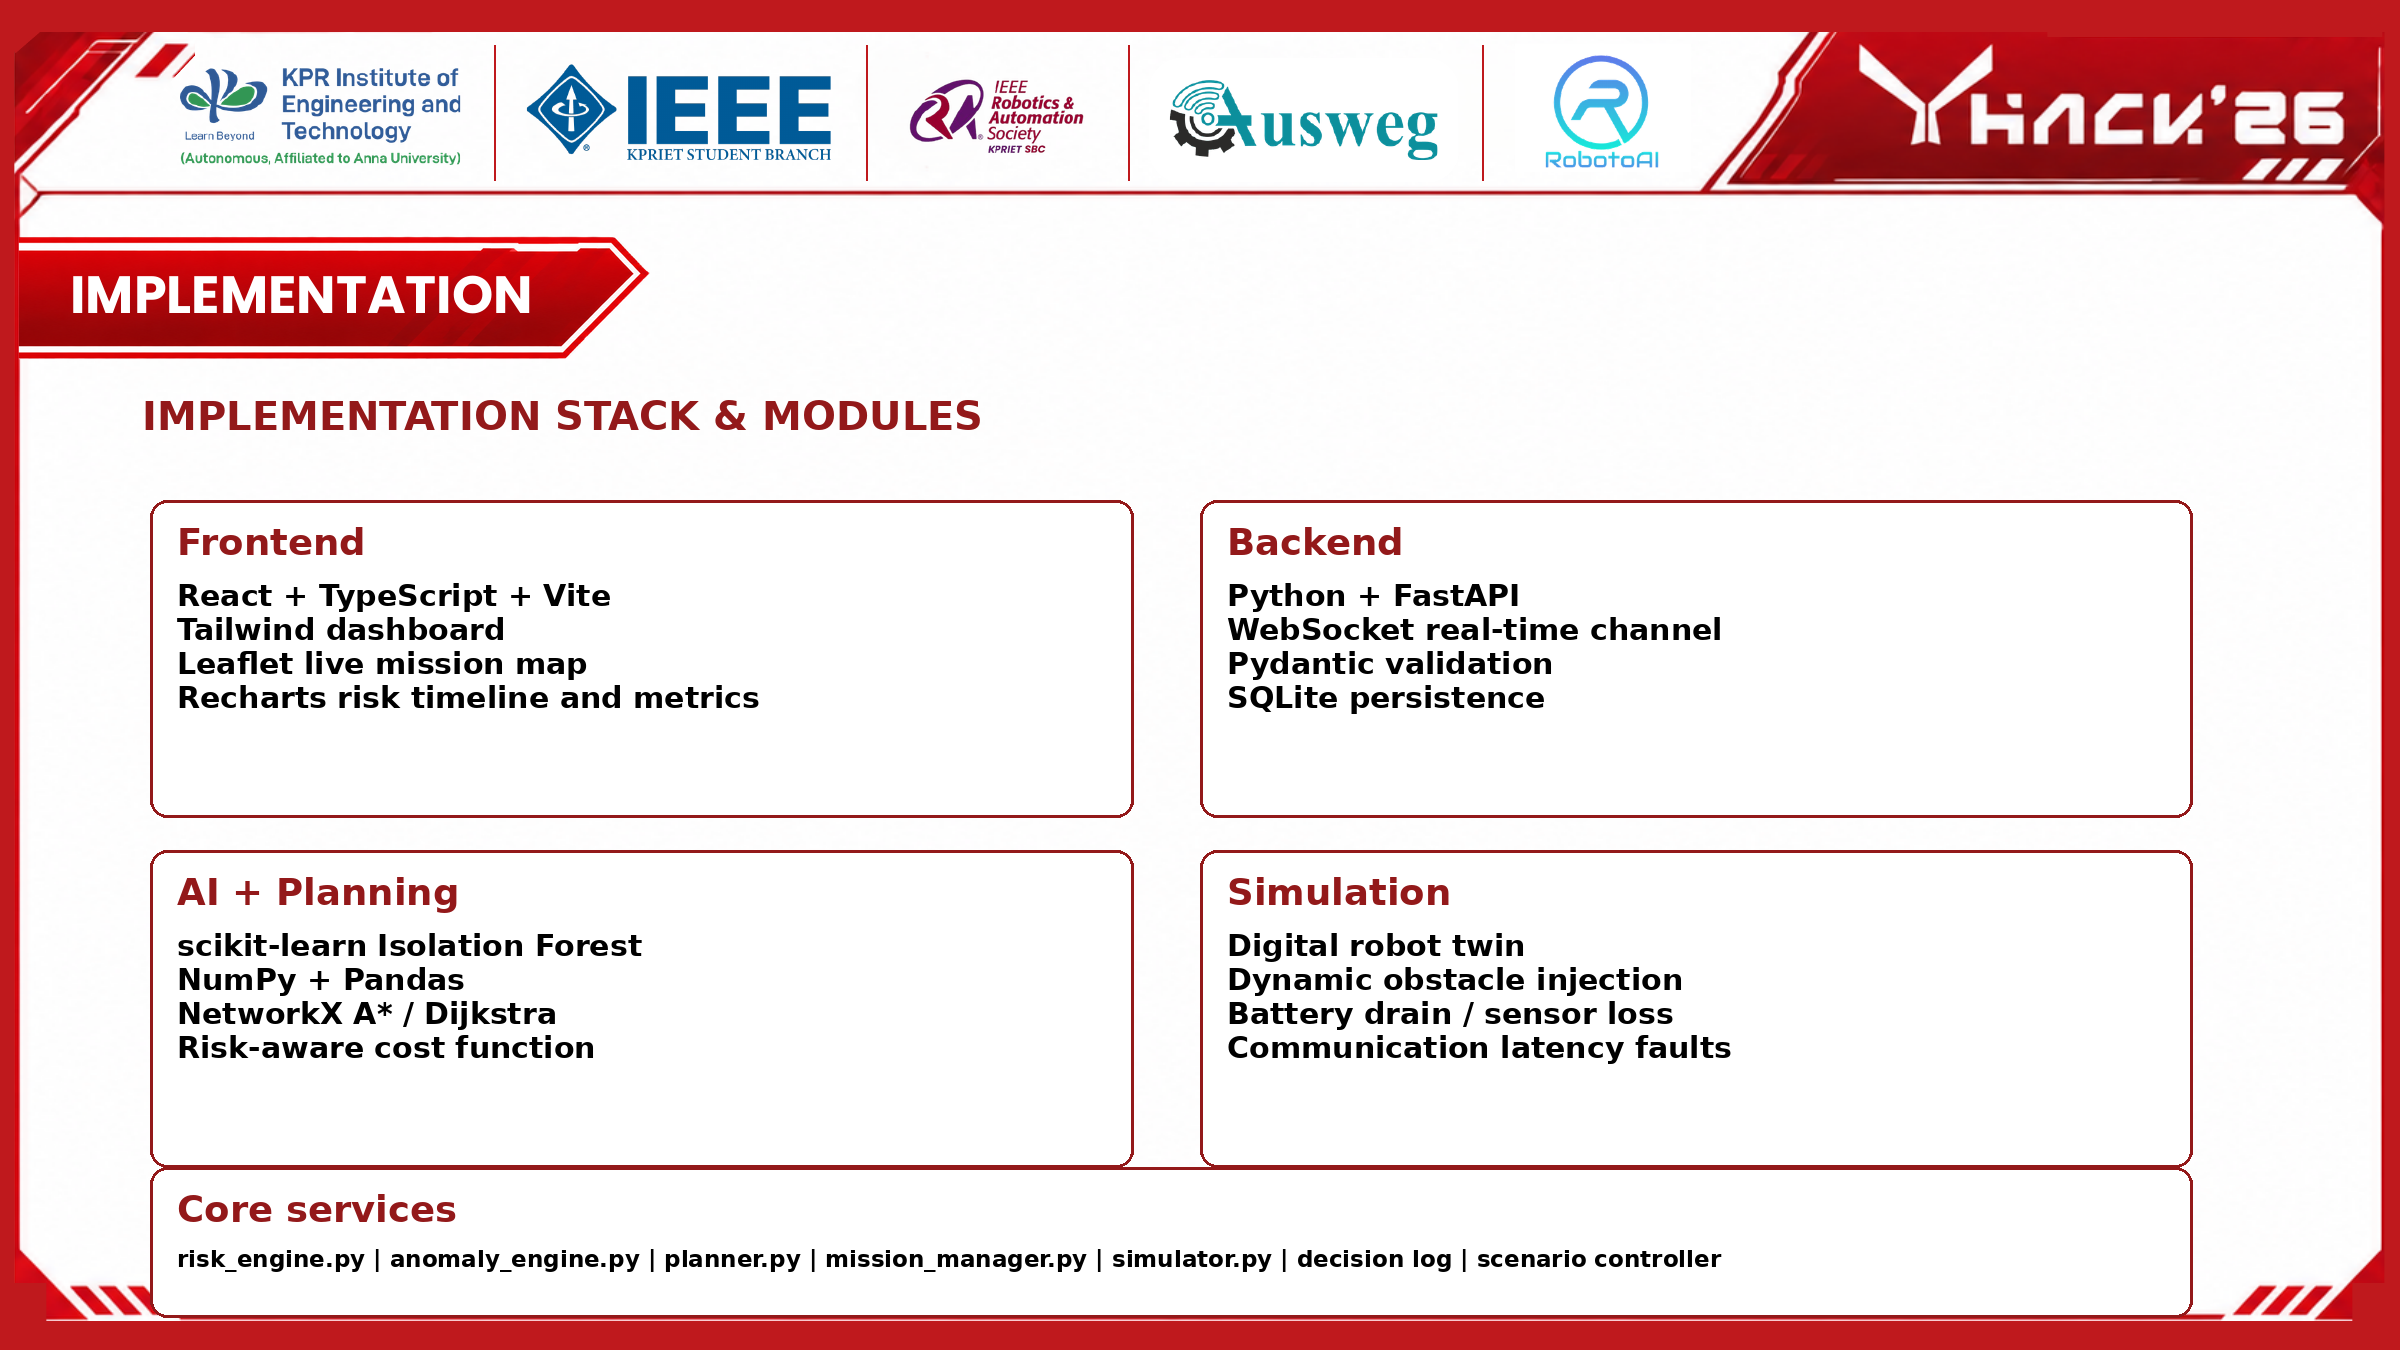 KPR Institute of
Engineering and
Technology
Learn Beyond
(Autonomous, Affiliated to Anna University)
IEEE
®
KPRIET STUDENT BRANCH
RA
IEEE
Robotics &
Automation
Society
KPRIET SBC
Ausweg
R
RobotoAI
YHACK'26
IMPLEMENTATION
IMPLEMENTATION STACK & MODULES
Frontend
React + TypeScript + Vite
Tailwind dashboard
Leaflet live mission map
Recharts risk timeline and metrics
Backend
Python + FastAPI
WebSocket real-time channel
Pydantic validation
SQLite persistence
AI + Planning
scikit-learn Isolation Forest
NumPy + Pandas
NetworkX A* / Dijkstra
Risk-aware cost function
Simulation
Digital robot twin
Dynamic obstacle injection
Battery drain / sensor loss
Communication latency faults
Core services
risk_engine.py | anomaly_engine.py | planner.py | mission_manager.py | simulator.py | decision log | scenario controller